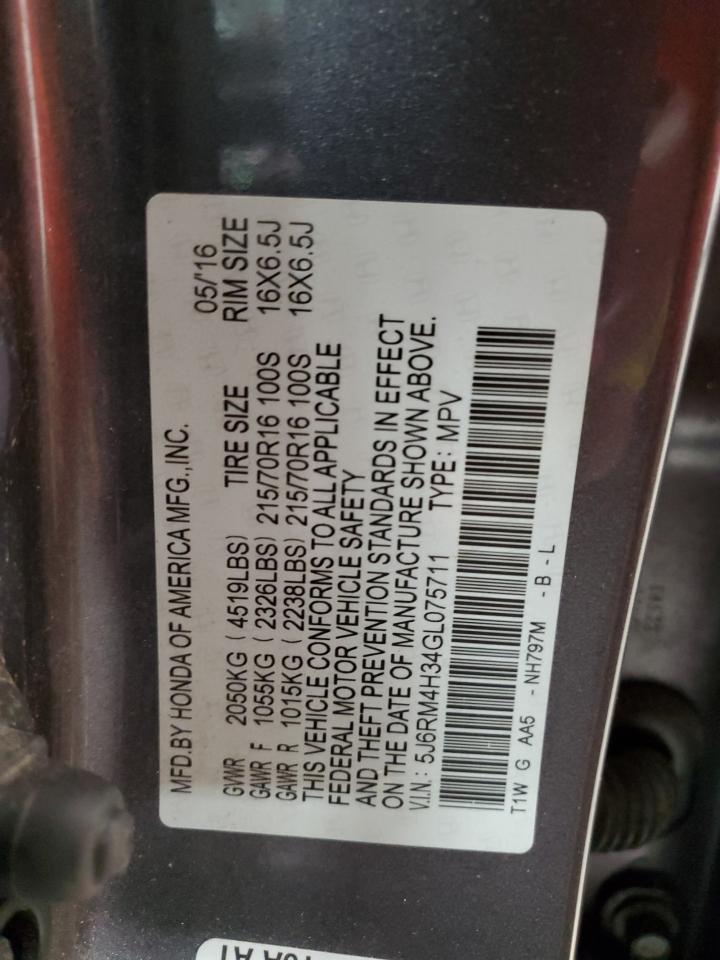 MFD.BY HONDA OF AMERICA MFG.,INC. 05/'16
GVWR 2050KG ( 4519LBS) TIRE SIZE RIM SIZE
GAWR F 1055KG ( 2326LBS) 215/70R16 100S 16X6.5J
GAWR R 1015KG ( 2238LBS) 215/70R16 100S 16X6.5J
THIS VEHICLE CONFORMS TO ALL APPLICABLE
FEDERAL MOTOR VEHICLE SAFETY
AND THEFT PREVENTION STANDARDS IN EFFECT
ON THE DATE OF MANUFACTURE SHOWN ABOVE.
V.I.N.: 5J6RM4H34GL075711 TYPE: MPV
T1W G AA5 - NH797M - B - L